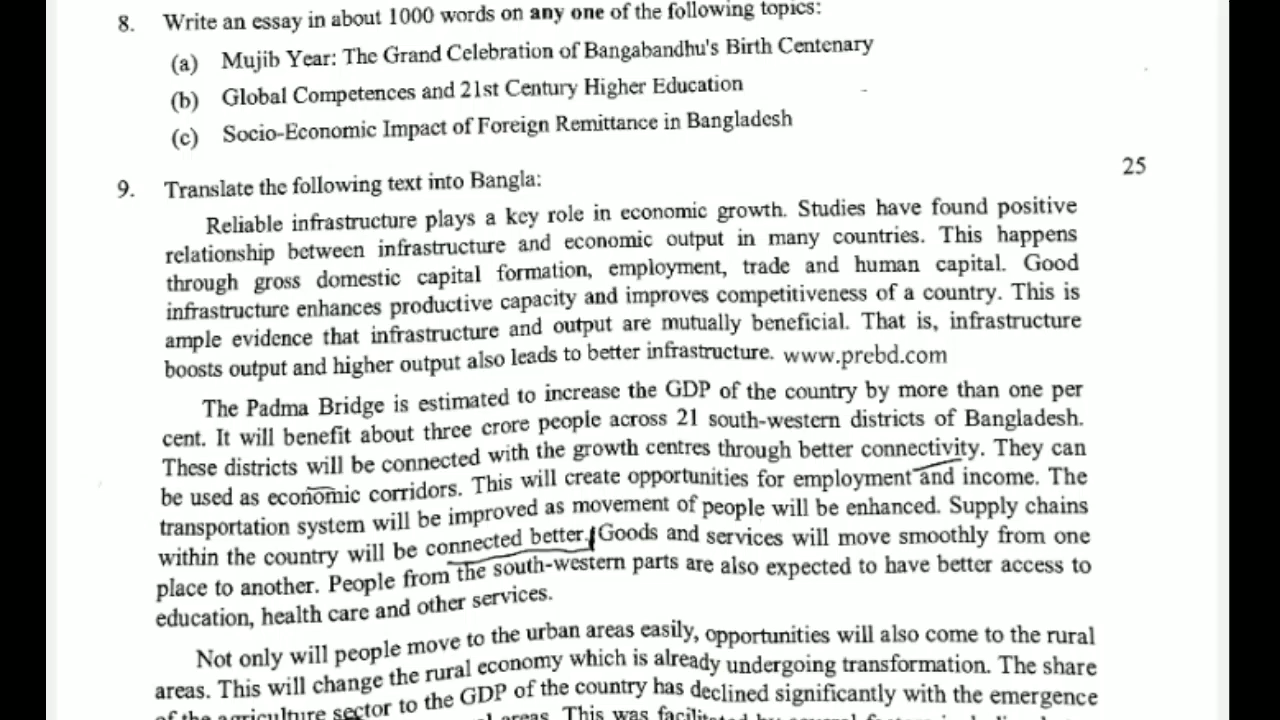 8. Write an essay in about 1000 words on any one of the following topics:
(a) Mujib Year: The Grand Celebration of Bangabandhu's Birth Centenary
(b) Global Competences and 21st Century Higher Education
(c) Socio-Economic Impact of Foreign Remittance in Bangladesh
25
9. Translate the following text into Bangla:
Reliable infrastructure plays a key role in economic growth. Studies have found positive
relationship between infrastructure and economic output in many countries. This happens
through gross domestic capital formation, employment, trade and human capital. Good
infrastructure enhances productive capacity and improves competitiveness of a country. This is
ample evidence that infrastructure and output are mutually beneficial. That is, infrastructure
boosts output and higher output also leads to better infrastructure. www.prebd.com
The Padma Bridge is estimated to increase the GDP of the country by more than one per
cent. It will benefit about three crore people across 21 south-western districts of Bangladesh.
These districts will be connected with the growth centres through better connectivity. They can
be used as economic corridors. This will create opportunities for employment and income. The
transportation system will be improved as movement of people will be enhanced. Supply chains
within the country will be connected better. Goods and services will move smoothly from one
place to another. People from the south-western parts are also expected to have better access to
education, health care and other services.
Not only will people move to the urban areas easily, opportunities will also come to the rural
areas. This will change the rural economy which is already undergoing transformation. The share
of the agriculture sector to the GDP of the country has declined significantly with the emergence
areas. This was